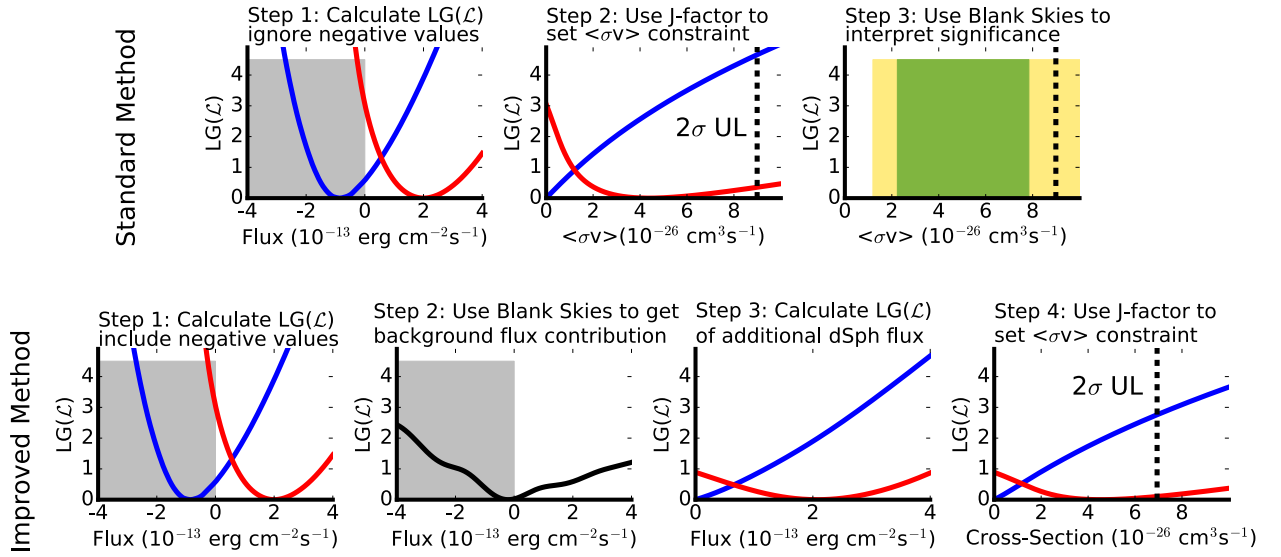 Standard Method
Step 1: Calculate LG(ℒ)
ignore negative values
LG(ℒ)
4
3
2
1
0
-4 -2 0 2 4
Flux (10⁻¹³ erg cm⁻²s⁻¹)
Step 2: Use J-factor to
set <σv> constraint
LG(ℒ)
4
3
2
1
0
2σ UL
0 2 4 6 8
<σv>(10⁻²⁶ cm³s⁻¹)
Step 3: Use Blank Skies to
interpret significance
LG(ℒ)
4
3
2
1
0
0 2 4 6 8
<σv> (10⁻²⁶ cm³s⁻¹)
Improved Method
Step 1: Calculate LG(ℒ)
include negative values
LG(ℒ)
4
3
2
1
0
-4 -2 0 2 4
Flux (10⁻¹³ erg cm⁻²s⁻¹)
Step 2: Use Blank Skies to get
background flux contribution
LG(ℒ)
4
3
2
1
0
-4 -2 0 2 4
Flux (10⁻¹³ erg cm⁻²s⁻¹)
Step 3: Calculate LG(ℒ)
of additional dSph flux
LG(ℒ)
4
3
2
1
0
0 1 2 3 4
Flux (10⁻¹³ erg cm⁻²s⁻¹)
Step 4: Use J-factor to
set <σv> constraint
LG(ℒ)
4
3
2
1
0
2σ UL
0 2 4 6 8
Cross-Section (10⁻²⁶ cm³s⁻¹)